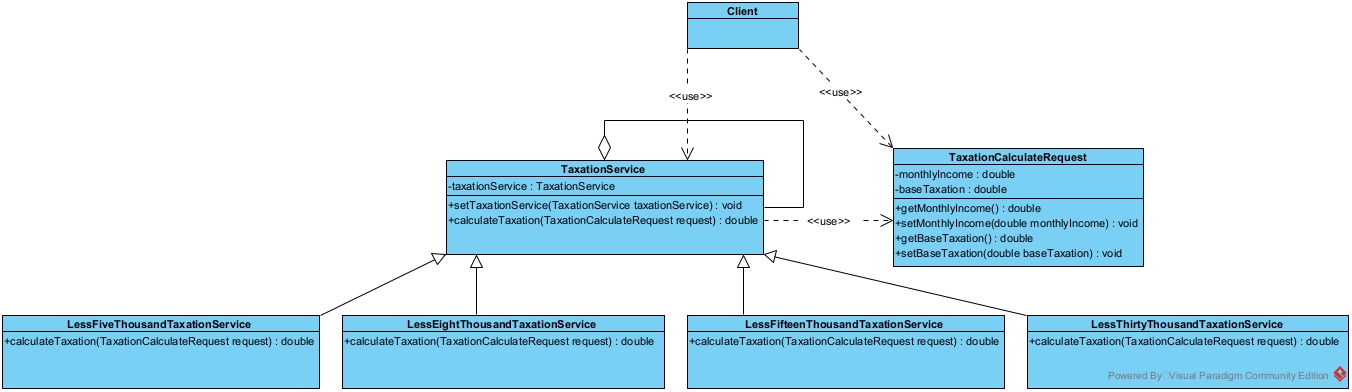 Client
<<use>>
<<use>>
TaxationService
-taxationService : TaxationService
+setTaxationService(TaxationService taxationService) : void
+calculateTaxation(TaxationCalculateRequest request) : double
<<use>>
TaxationCalculateRequest
-monthlyIncome : double
-baseTaxation : double
+getMonthlyIncome() : double
+setMonthlyIncome(double monthlyIncome) : void
+getBaseTaxation() : double
+setBaseTaxation(double baseTaxation) : void
LessFiveThousandTaxationService
+calculateTaxation(TaxationCalculateRequest request) : double
LessEightThousandTaxationService
+calculateTaxation(TaxationCalculateRequest request) : double
LessFifteenThousandTaxationService
+calculateTaxation(TaxationCalculateRequest request) : double
LessThirtyThousandTaxationService
+calculateTaxation(TaxationCalculateRequest request) : double
Powered By Visual Paradigm Community Edition